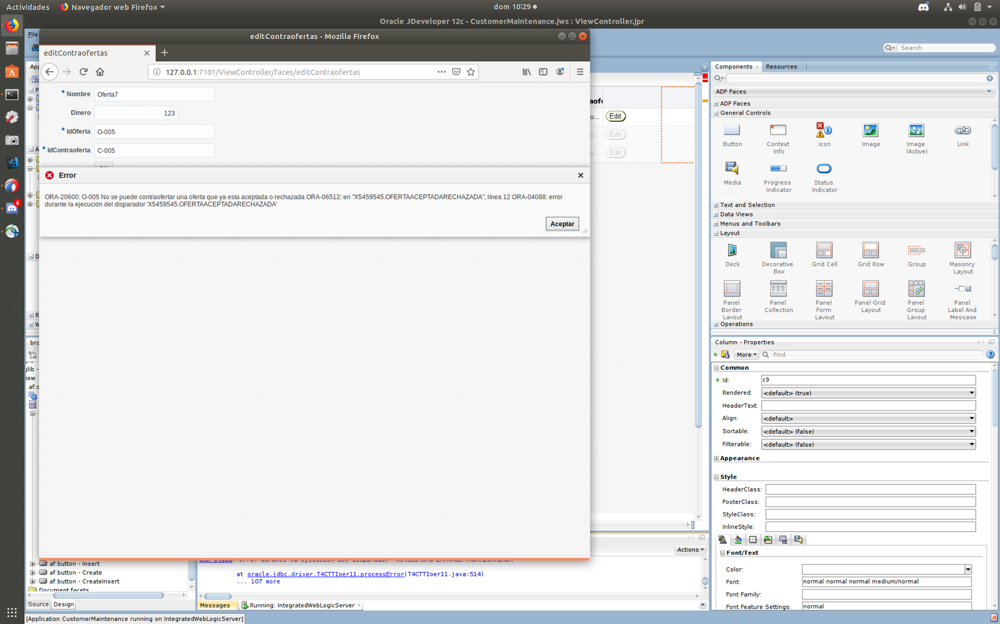 Actividades
Navegador web Firefox
dom 10:29
Oracle JDeveloper 12c - CustomerMaintenance.jws : ViewController.jpr
File
editContraofertas - Mozilla Firefox
editContraofertas
127.0.0.1:7101/ViewController/faces/editContraofertas
* Nombre Oferta7
Dinero 123
* IdOferta O-005
* IdContraoferta C-005
Error
ORA-20600: O-005 No se puede contraofertar una oferta que ya esta aceptada o rechazada ORA-06512: en "X5459545.OFERTAACEPTADARECHAZADA", línea 12 ORA-04088: error
durante la ejecución del disparador 'X5459545.OFERTAACEPTADARECHAZADA'
Aceptar
6
Edit
Edit
Edit
Search
Components
Resources
ADF Faces
ADF Faces
General Controls
Button
Context Info
Icon
Image
Image (Active)
Link
Media
Progress Indicator
Status Indicator
Text and Selection
Data Views
Menus and Toolbars
Layout
Deck
Decorative Box
Grid Cell
Grid Row
Group
Masonry Layout
Panel Border Layout
Panel Collection
Panel Form Layout
Panel Grid Layout
Panel Group Layout
Panel Label And Message
Operations
Column - Properties
More
Find
Common
Id: c9
Rendered: <default> (true)
HeaderText:
Align: <default>
Sortable: <default> (false)
Filterable: <default> (false)
Appearance
Style
HeaderClass:
FooterClass:
StyleClass:
InlineStyle:
Font/Text
Color:
Font: normal normal normal medium/normal
Font Family:
Font Feature Settings: normal
Actions
at oracle.jdbc.driver.T4CTTIoer11.processError(T4CTTIoer11.java:514)
... 107 more
af:button - Insert
af:button - Create
af:button - CreateInsert
Document facets
Source
Design
Messages
Running: IntegratedWebLogicServer
[Application CustomerMaintenance running on IntegratedWebLogicServer]